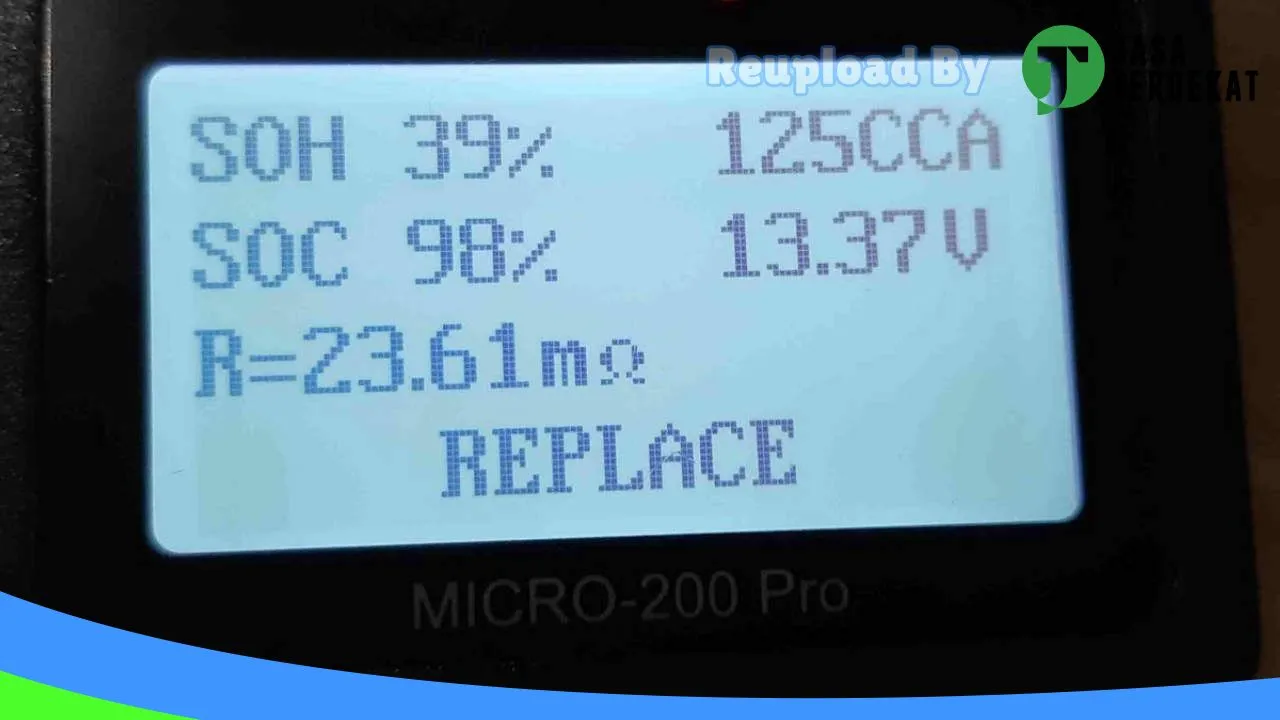 Reupload By
SOH 39% 125CCA
SOC 98% 13.37V
R=23.61mΩ
REPLACE
MICRO-200 Pro